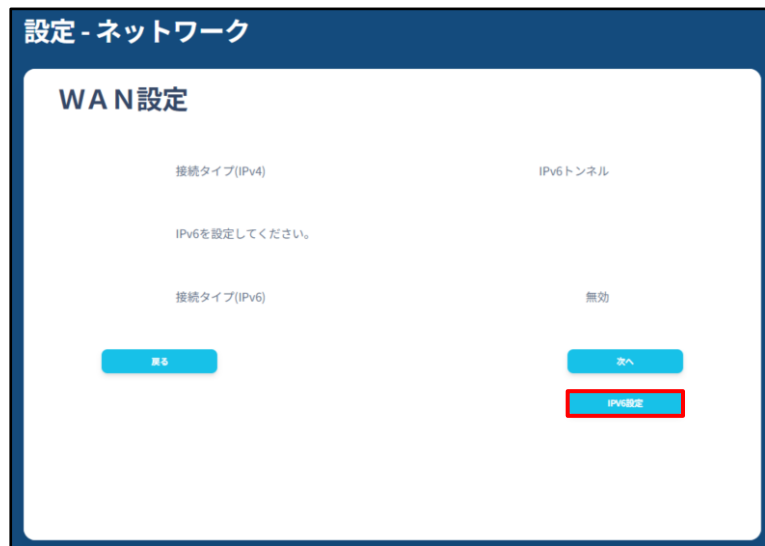 設定 - ネットワーク
ＷＡＮ設定
接続タイプ(IPv4) IPv6トンネル
IPv6を設定してください。
接続タイプ(IPv6) 無効
戻る 次へ
IPV6設定